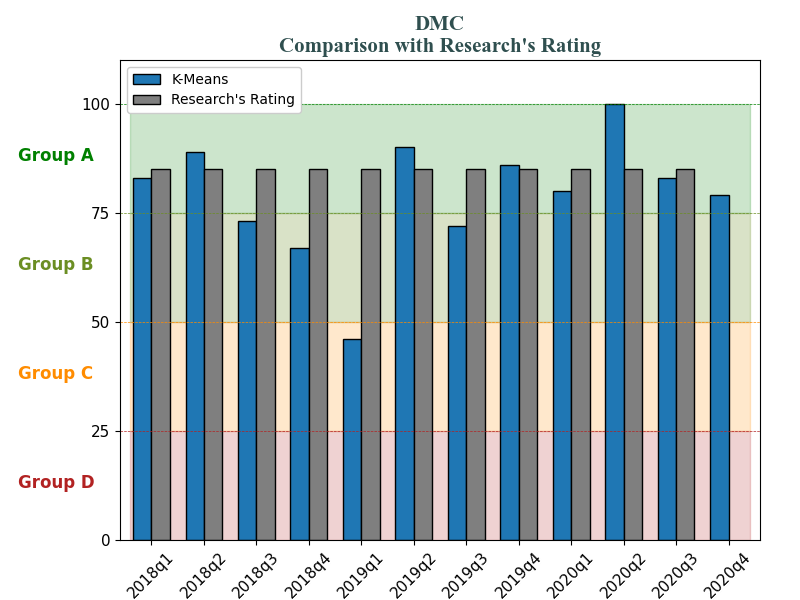 DMC
Comparison with Research's Rating
K-Means
Research's Rating
100
Group A
75
Group B
50
Group C
25
Group D
0
2018q1
2018q2
2018q3
2018q4
2019q1
2019q2
2019q3
2019q4
2020q1
2020q2
2020q3
2020q4